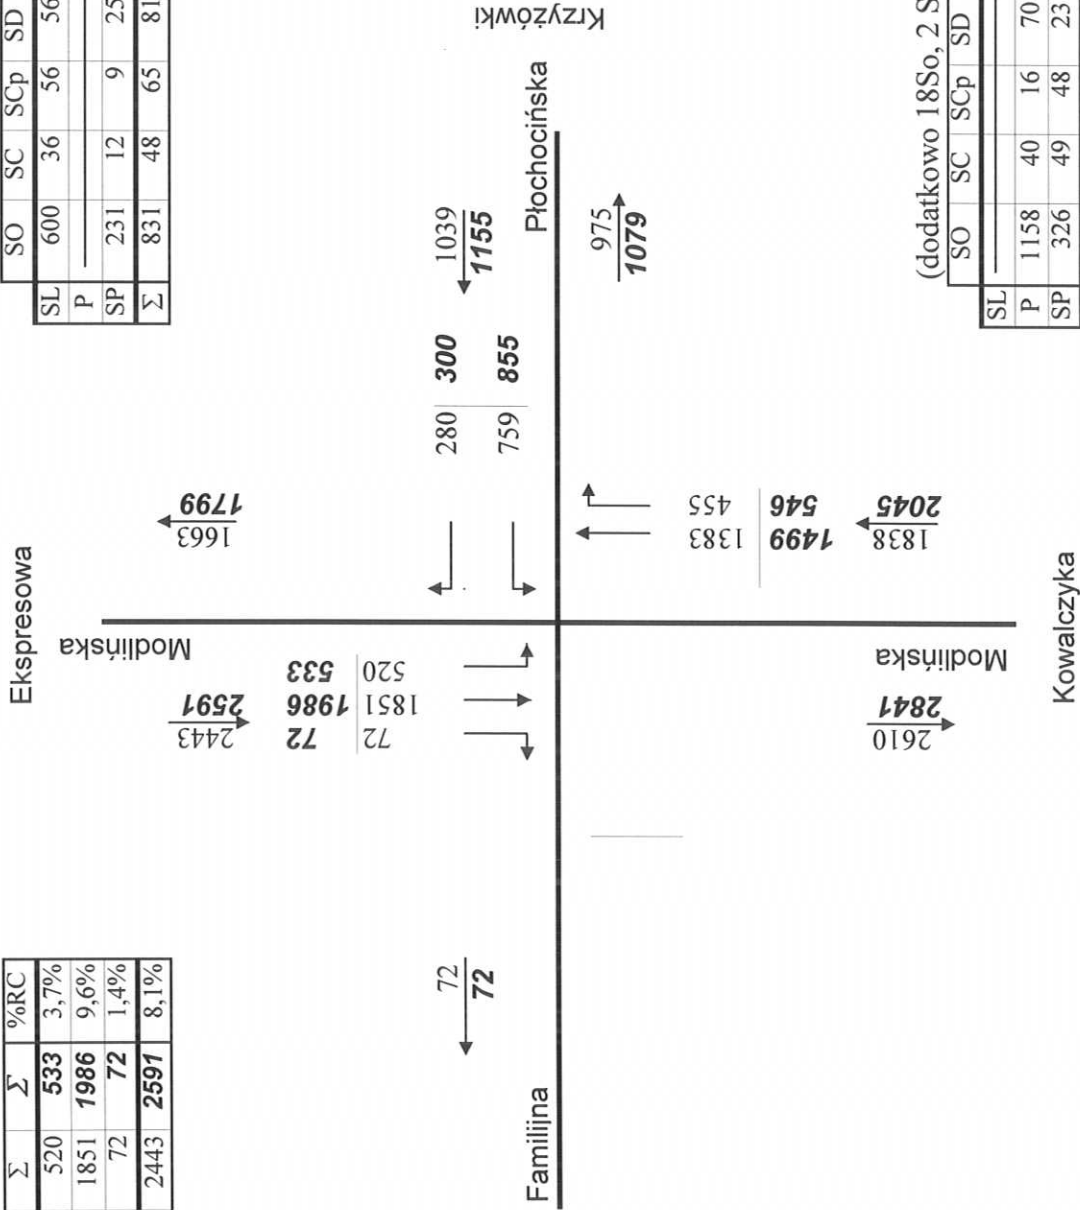 SO SC SCp SD
SL 600 36 56 56
P
SP 231 12 9 25
Σ 831 48 65 81
Krzyżówki
Płochocińska
1039
1155
975
1079
280 300
759 855
(dodatkowo 18So, 2 S
SO SC SCp SD
SL
P 1158 40 16 70
SP 326 49 48 23
Ekspresowa
1663
1799
Modlińska
2443
2591
72 1986 533
72 1851 520
1383 455
1499 546
1838
2045
Modlińska
2610
2841
Kowalczyka
Σ Σ %RC
520 533 3,7%
1851 1986 9,6%
72 72 1,4%
2443 2591 8,1%
72
72
Familijna